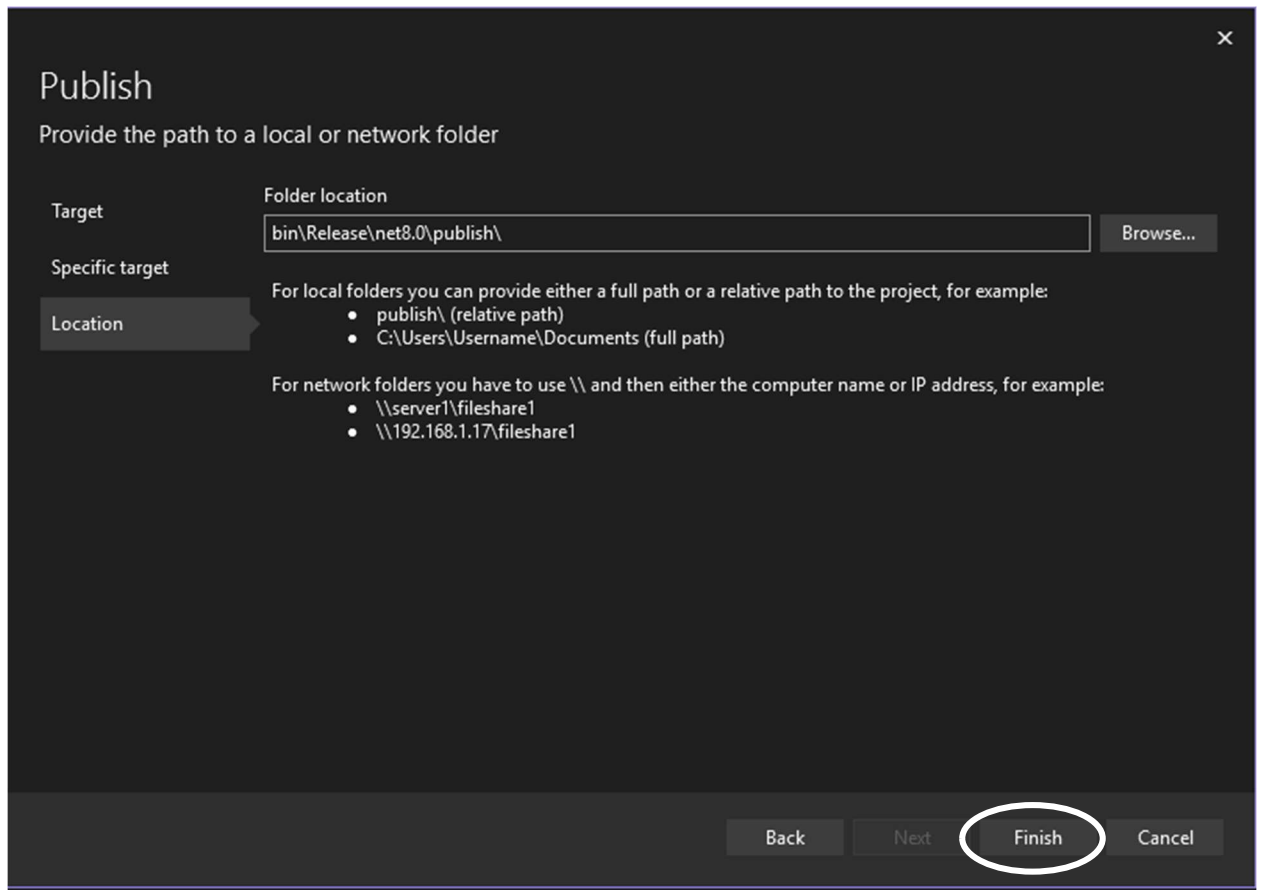 Publish
Provide the path to a local or network folder
Target
Specific target
Location
Folder location
bin\Release\net8.0\publish\
Browse...
For local folders you can provide either a full path or a relative path to the project, for example:
● publish\ (relative path)
● C:\Users\Username\Documents (full path)
For network folders you have to use \\ and then either the computer name or IP address, for example:
● \\server1\fileshare1
● \\192.168.1.17\fileshare1
Back
Next
Finish
Cancel